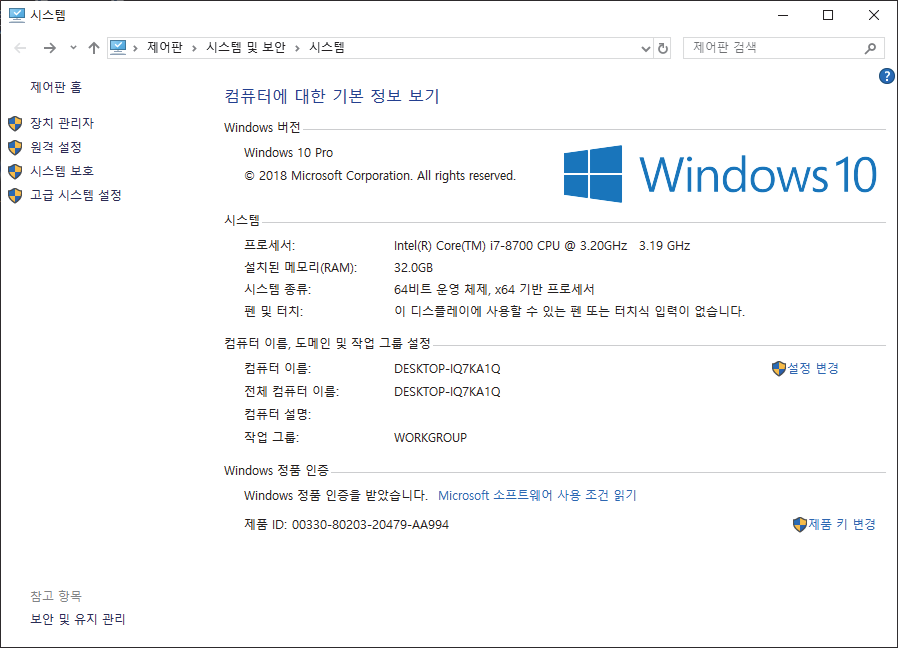 시스템
제어판 › 시스템 및 보안 › 시스템
제어판 검색
제어판 홈
장치 관리자
원격 설정
시스템 보호
고급 시스템 설정
컴퓨터에 대한 기본 정보 보기
Windows 버전
Windows 10 Pro
© 2018 Microsoft Corporation. All rights reserved.
Windows 10
시스템
프로세서: Intel(R) Core(TM) i7-8700 CPU @ 3.20GHz 3.19 GHz
설치된 메모리(RAM): 32.0GB
시스템 종류: 64비트 운영 체제, x64 기반 프로세서
펜 및 터치: 이 디스플레이에 사용할 수 있는 펜 또는 터치식 입력이 없습니다.
컴퓨터 이름, 도메인 및 작업 그룹 설정
컴퓨터 이름: DESKTOP-IQ7KA1Q 설정 변경
전체 컴퓨터 이름: DESKTOP-IQ7KA1Q
컴퓨터 설명:
작업 그룹: WORKGROUP
Windows 정품 인증
Windows 정품 인증을 받았습니다. Microsoft 소프트웨어 사용 조건 읽기
제품 ID: 00330-80203-20479-AA994 제품 키 변경
참고 항목
보안 및 유지 관리